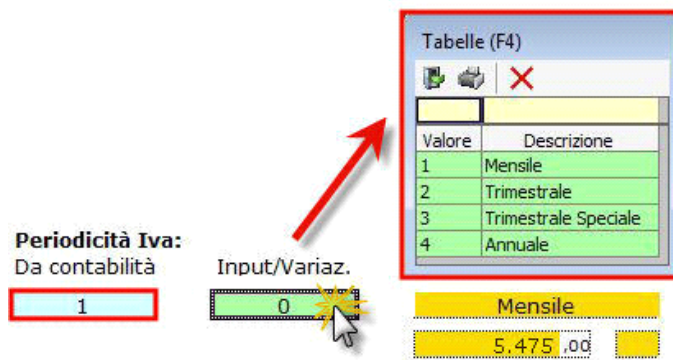 Tabelle (F4)
Valore Descrizione
1 Mensile
2 Trimestrale
3 Trimestrale Speciale
4 Annuale
Periodicità Iva:
Da contabilità Input/Variaz.
1 0 Mensile
5.475 ,00